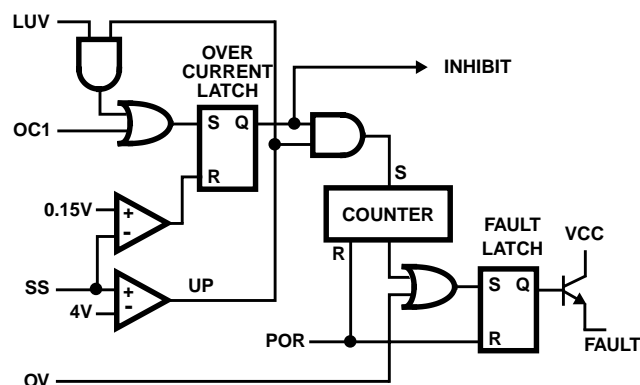 LUV
OVER
CURRENT
LATCH
INHIBIT
OC1
S Q
R
0.15V
+
-
S
COUNTER
R
FAULT
LATCH
VCC
SS
+
-
4V
UP
S Q
R
POR
FAULT
OV